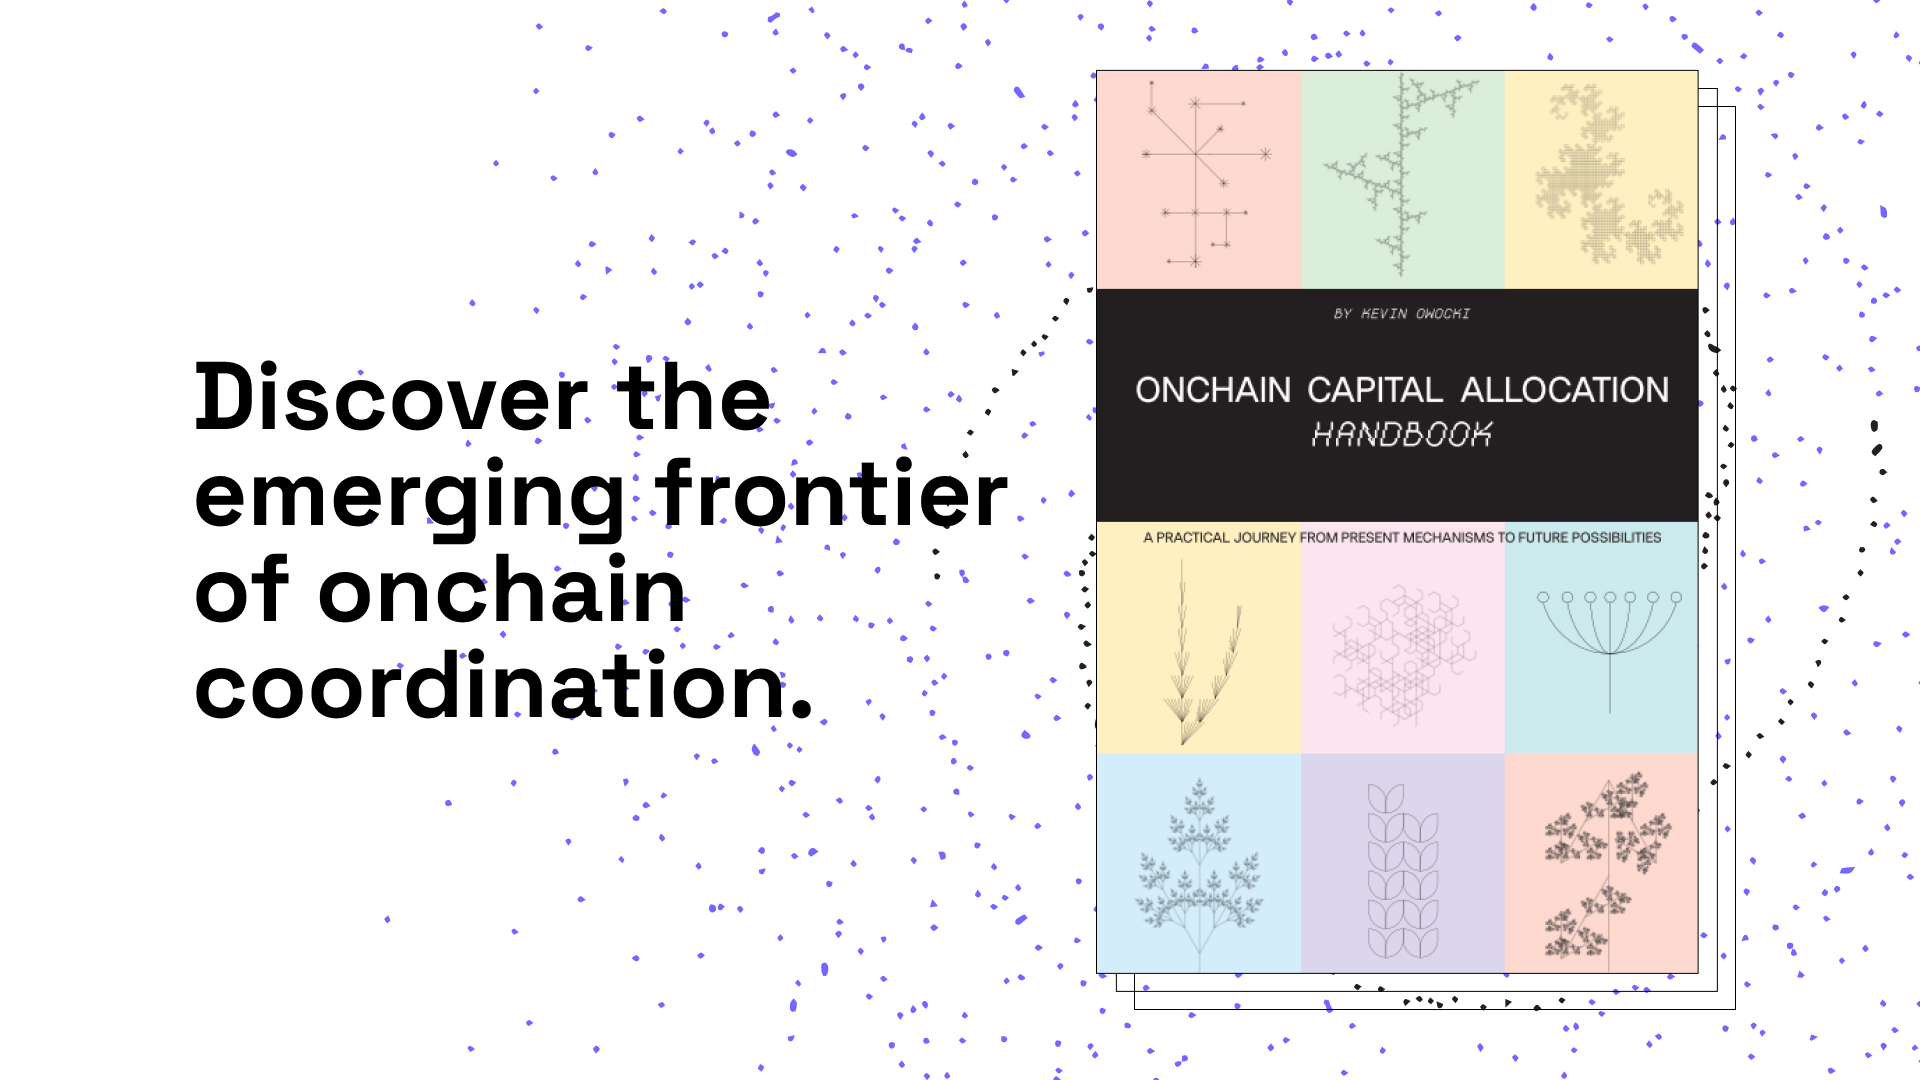 Discover the
emerging frontier
of onchain
coordination.
BY KEVIN OWOCKI
ONCHAIN CAPITAL ALLOCATION
HANDBOOK
A PRACTICAL JOURNEY FROM PRESENT MECHANISMS TO FUTURE POSSIBILITIES